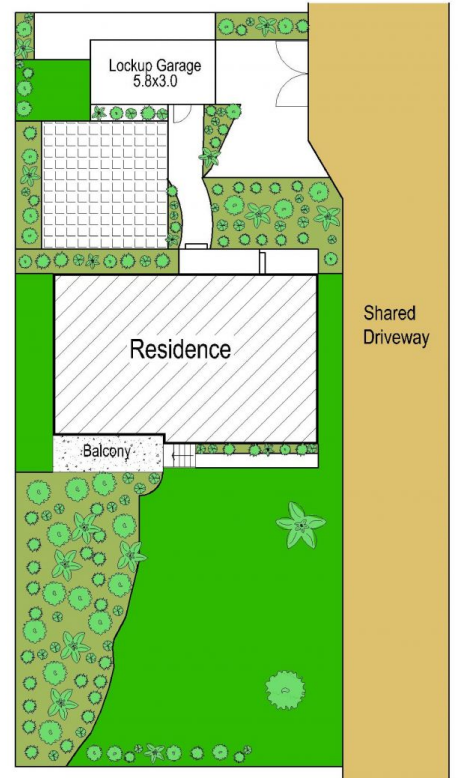 Lockup Garage
5.8x3.0
Shared
Driveway
Residence
Balcony